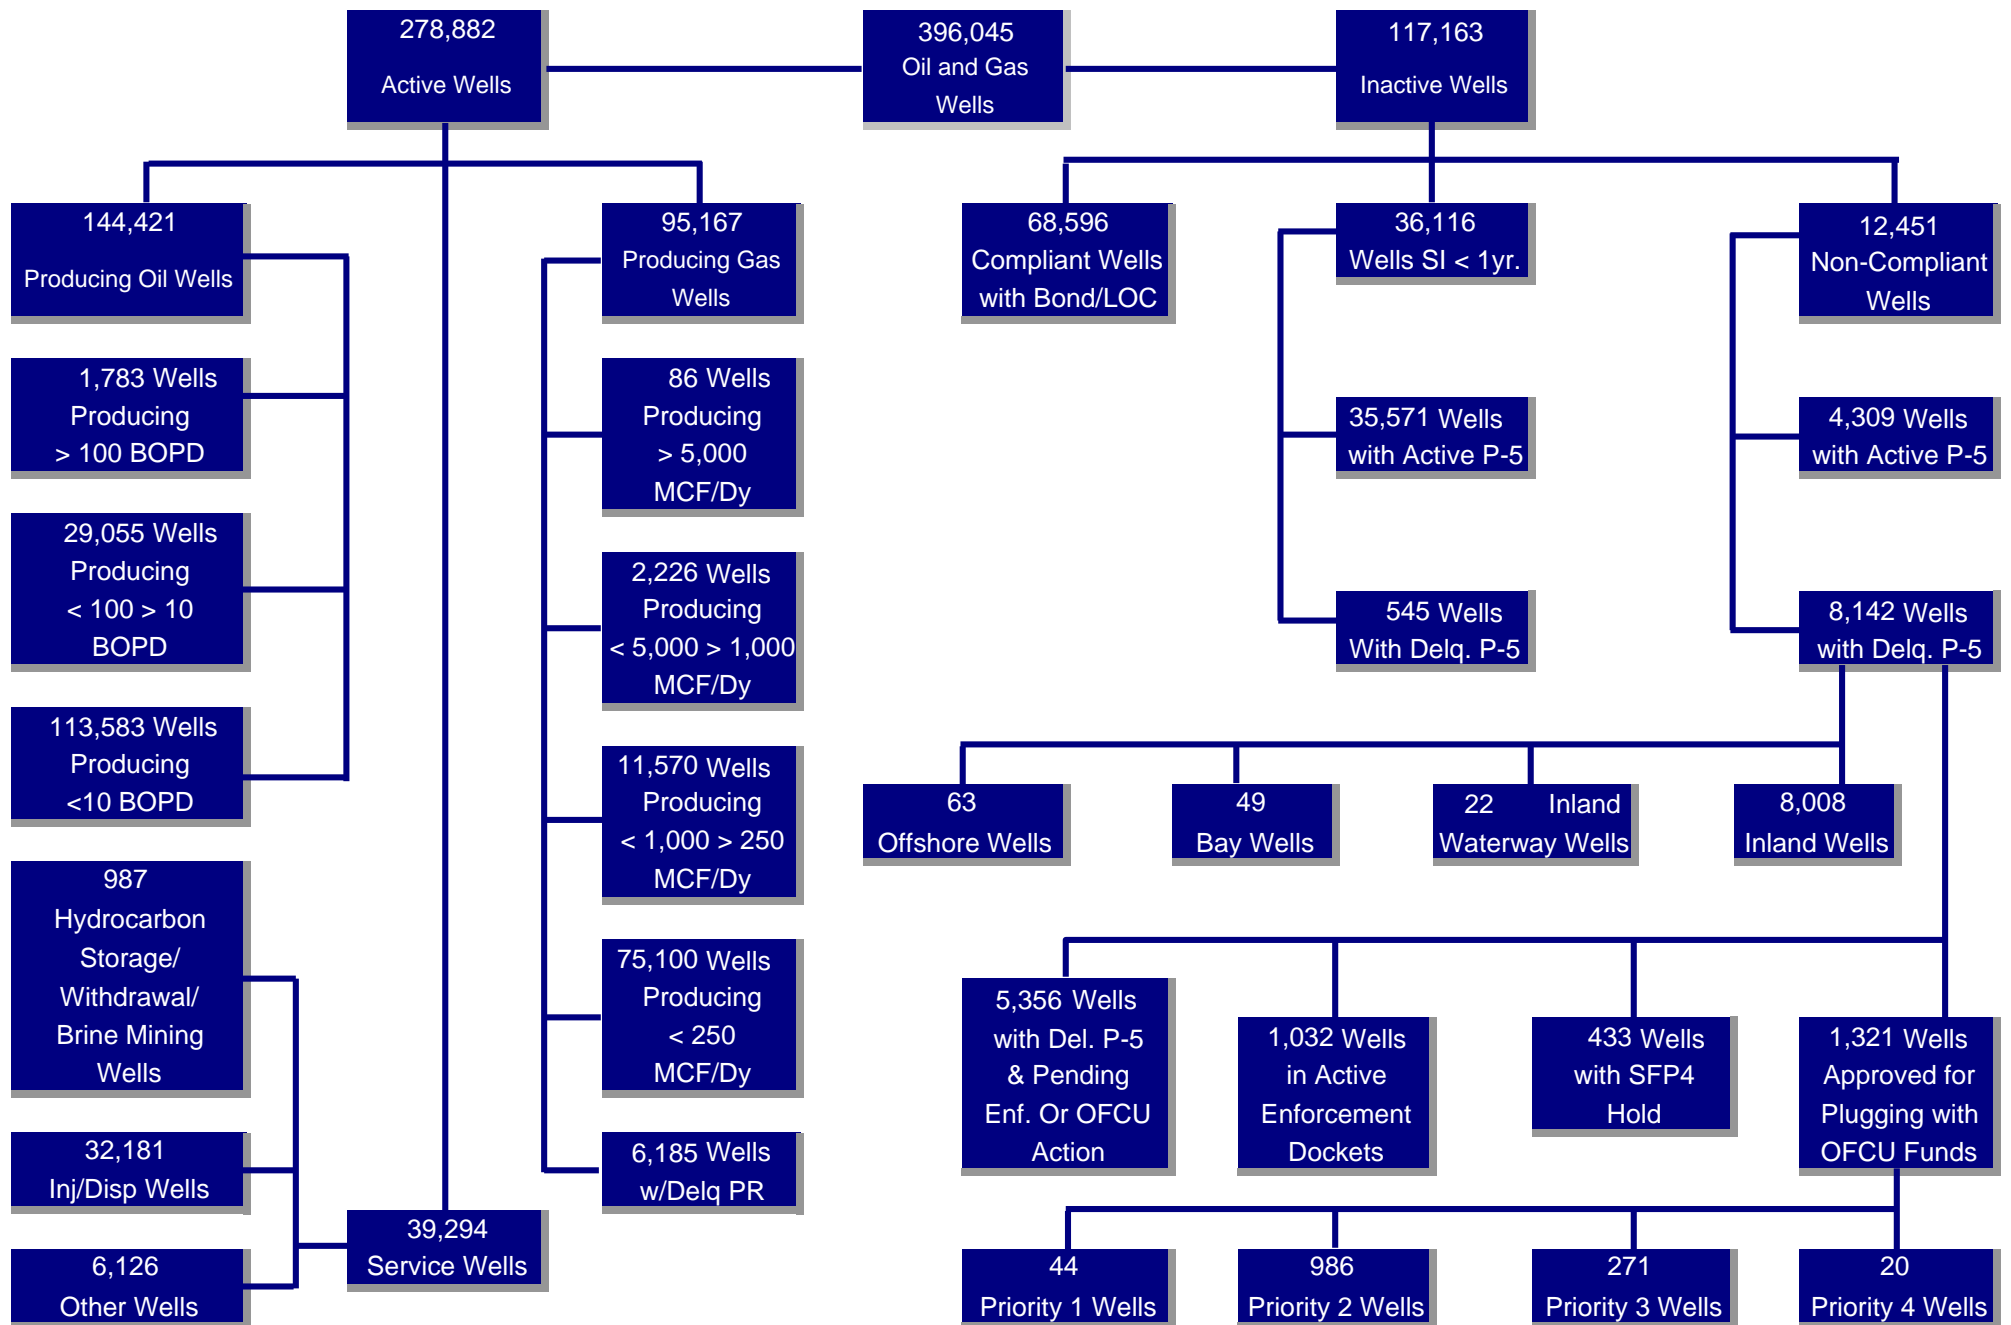 278,882
Active Wells
396,045
Oil and Gas
Wells
117,163
Inactive Wells
144,421
Producing Oil Wells
95,167
Producing Gas
Wells
68,596
Compliant Wells
with Bond/LOC
36,116
Wells SI < 1yr.
12,451
Non-Compliant
Wells
1,783 Wells
Producing
> 100 BOPD
86 Wells
Producing
> 5,000
MCF/Dy
35,571 Wells
with Active P-5
4,309 Wells
with Active P-5
29,055 Wells
Producing
< 100 > 10
BOPD
2,226 Wells
Producing
< 5,000 > 1,000
MCF/Dy
545 Wells
With Delq. P-5
8,142 Wells
with Delq. P-5
113,583 Wells
Producing
<10 BOPD
11,570 Wells
Producing
< 1,000 > 250
MCF/Dy
63
Offshore Wells
49
Bay Wells
22 Inland
Waterway Wells
8,008
Inland Wells
987
Hydrocarbon
Storage/
Withdrawal/
Brine Mining
Wells
75,100 Wells
Producing
< 250
MCF/Dy
5,356 Wells
with Del. P-5
& Pending
Enf. Or OFCU
Action
1,032 Wells
in Active
Enforcement
Dockets
433 Wells
with SFP4
Hold
1,321 Wells
Approved for
Plugging with
OFCU Funds
32,181
Inj/Disp Wells
6,185 Wells
w/Delq PR
39,294
Service Wells
6,126
Other Wells
44
Priority 1 Wells
986
Priority 2 Wells
271
Priority 3 Wells
20
Priority 4 Wells